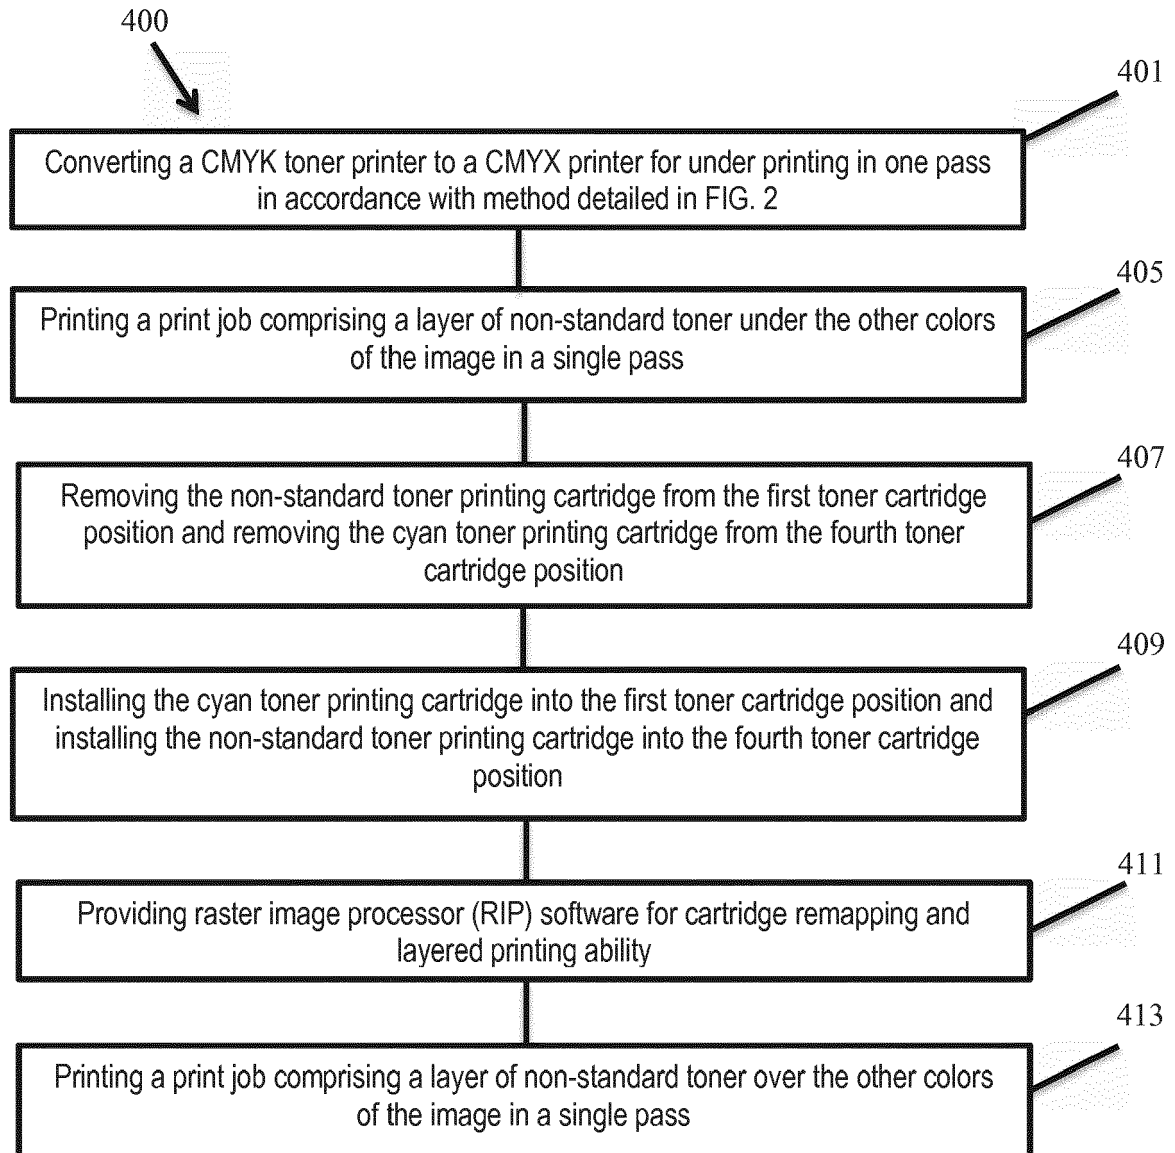 400
401
Converting a CMYK toner printer to a CMYX printer for under printing in one pass
in accordance with method detailed in FIG. 2
405
Printing a print job comprising a layer of non-standard toner under the other colors
of the image in a single pass
407
Removing the non-standard toner printing cartridge from the first toner cartridge
position and removing the cyan toner printing cartridge from the fourth toner
cartridge position
409
Installing the cyan toner printing cartridge into the first toner cartridge position and
installing the non-standard toner printing cartridge into the fourth toner cartridge
position
411
Providing raster image processor (RIP) software for cartridge remapping and
layered printing ability
413
Printing a print job comprising a layer of non-standard toner over the other colors
of the image in a single pass